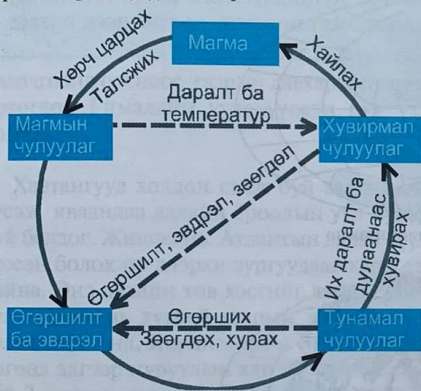 Магма
Хөрч царцах
Талсжих
Хайлах
Даралт ба
температур
Магмын
чулуулаг
Хувирмал
чулуулаг
Өгөршилт, эвдрэл, зөөгдөл
Их даралт ба
дулаанаас
хувирах
Өгөршилт
ба эвдрэл
Өгөрших
Зөөгдөх, хурах
Тунамал
чулуулаг